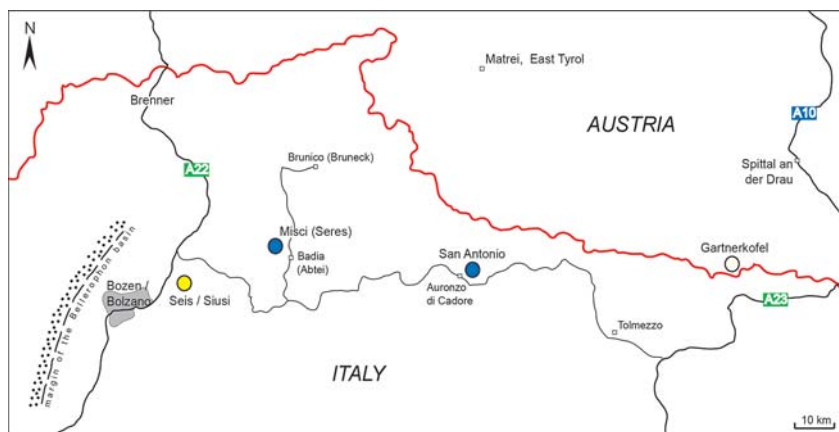 N
Matrei, East Tyrol
Brenner
AUSTRIA
A10
Brunico (Bruneck)
A22
Spittal an
der Drau
Misci (Seres)
San Antonio
Gartnerkofel
Badia
(Abtei)
Bozen /
Bolzano
Seis / Siusi
Auronzo
di Cadore
A23
Tolmezzo
margin of the Bellerophon basin
ITALY
10 km